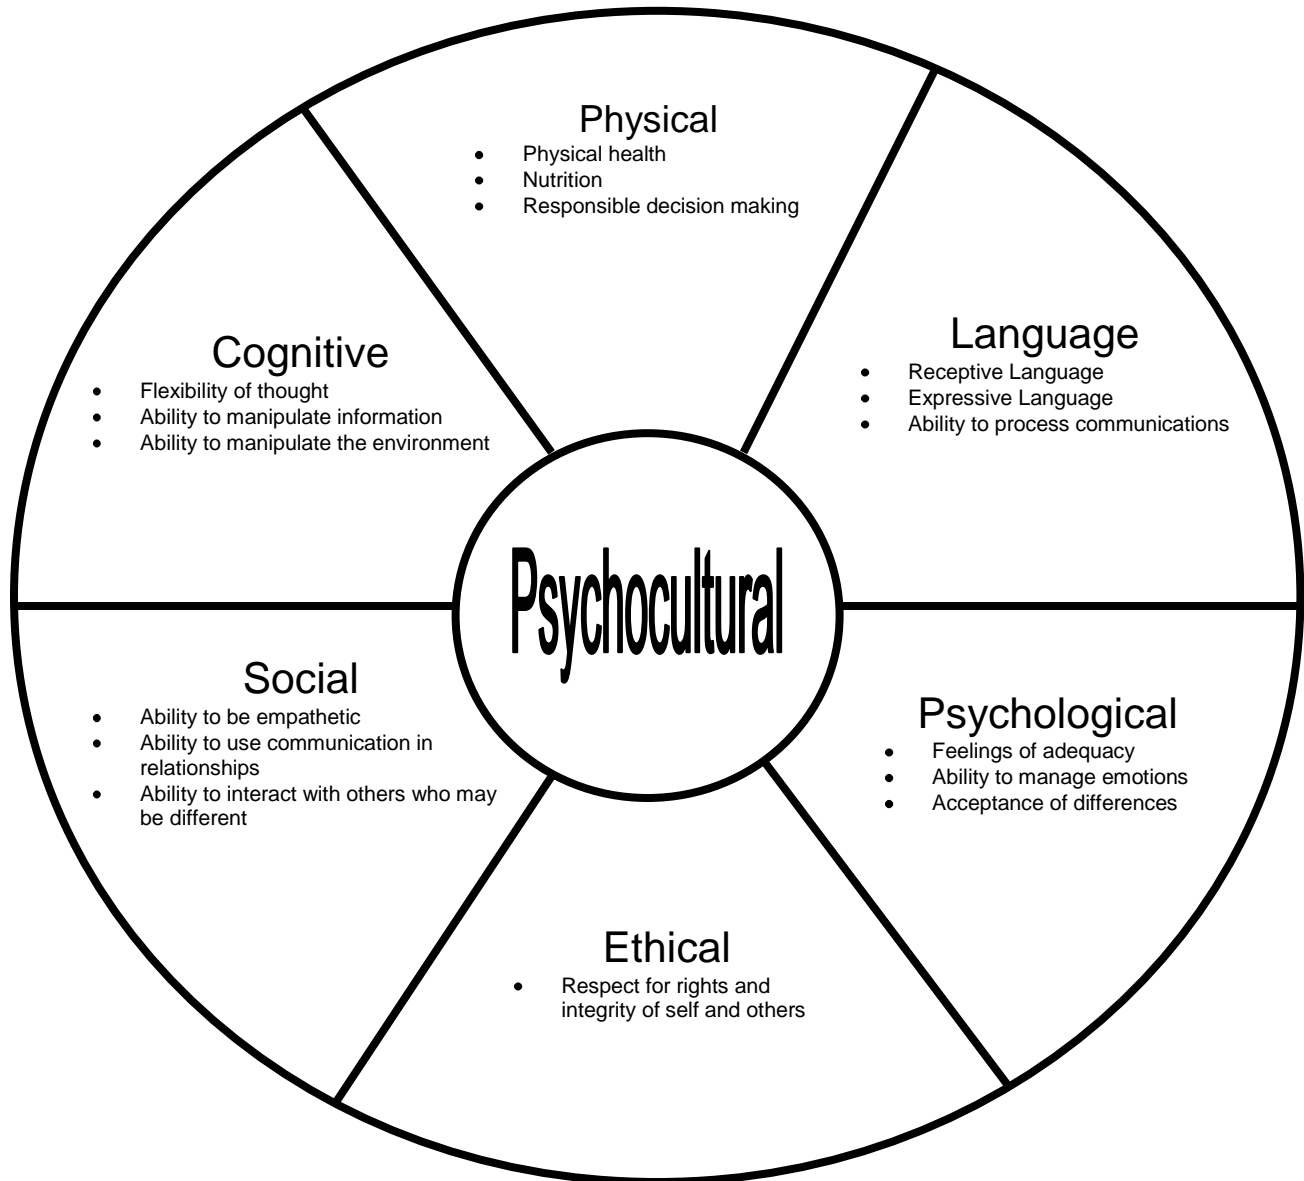 Physical
• Physical health
• Nutrition
• Responsible decision making
Language
• Receptive Language
• Expressive Language
• Ability to process communications
Cognitive
• Flexibility of thought
• Ability to manipulate information
• Ability to manipulate the environment
Psychocultural
Social
• Ability to be empathetic
• Ability to use communication in
relationships
• Ability to interact with others who may
be different
Psychological
• Feelings of adequacy
• Ability to manage emotions
• Acceptance of differences
Ethical
• Respect for rights and
integrity of self and others